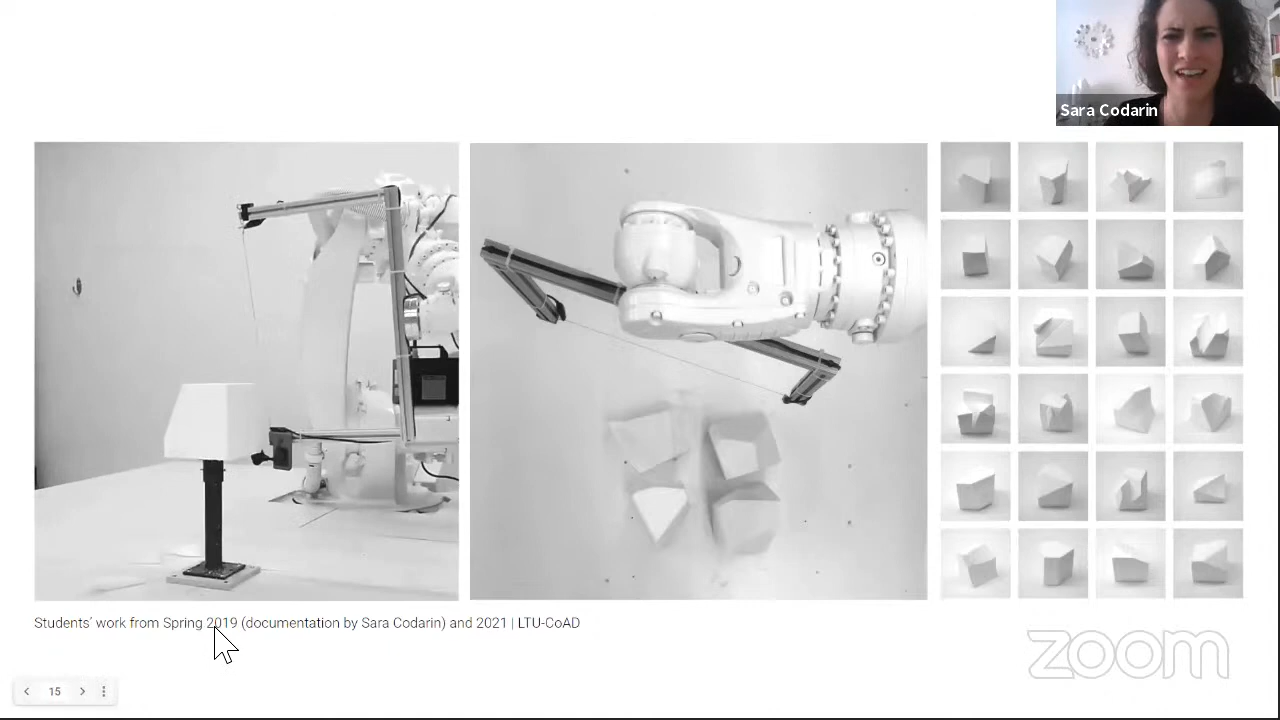 Sara Codarin
Students' work from Spring 2019 (documentation by Sara Codarin) and 2021 | LTU-CoAD
zoom
15